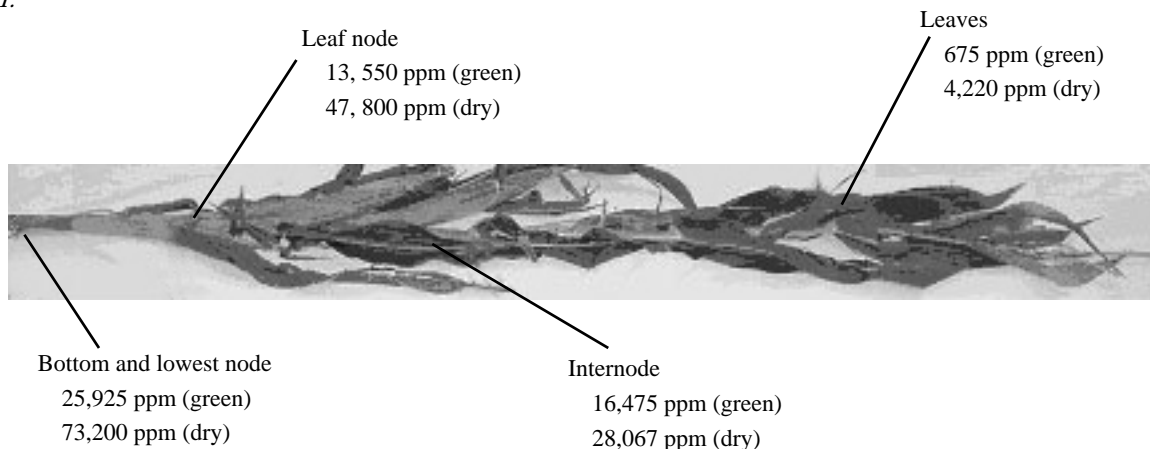 1.
Leaf node
13, 550 ppm (green)
47, 800 ppm (dry)
Leaves
675 ppm (green)
4,220 ppm (dry)
Bottom and lowest node
25,925 ppm (green)
73,200 ppm (dry)
Internode
16,475 ppm (green)
28,067 ppm (dry)